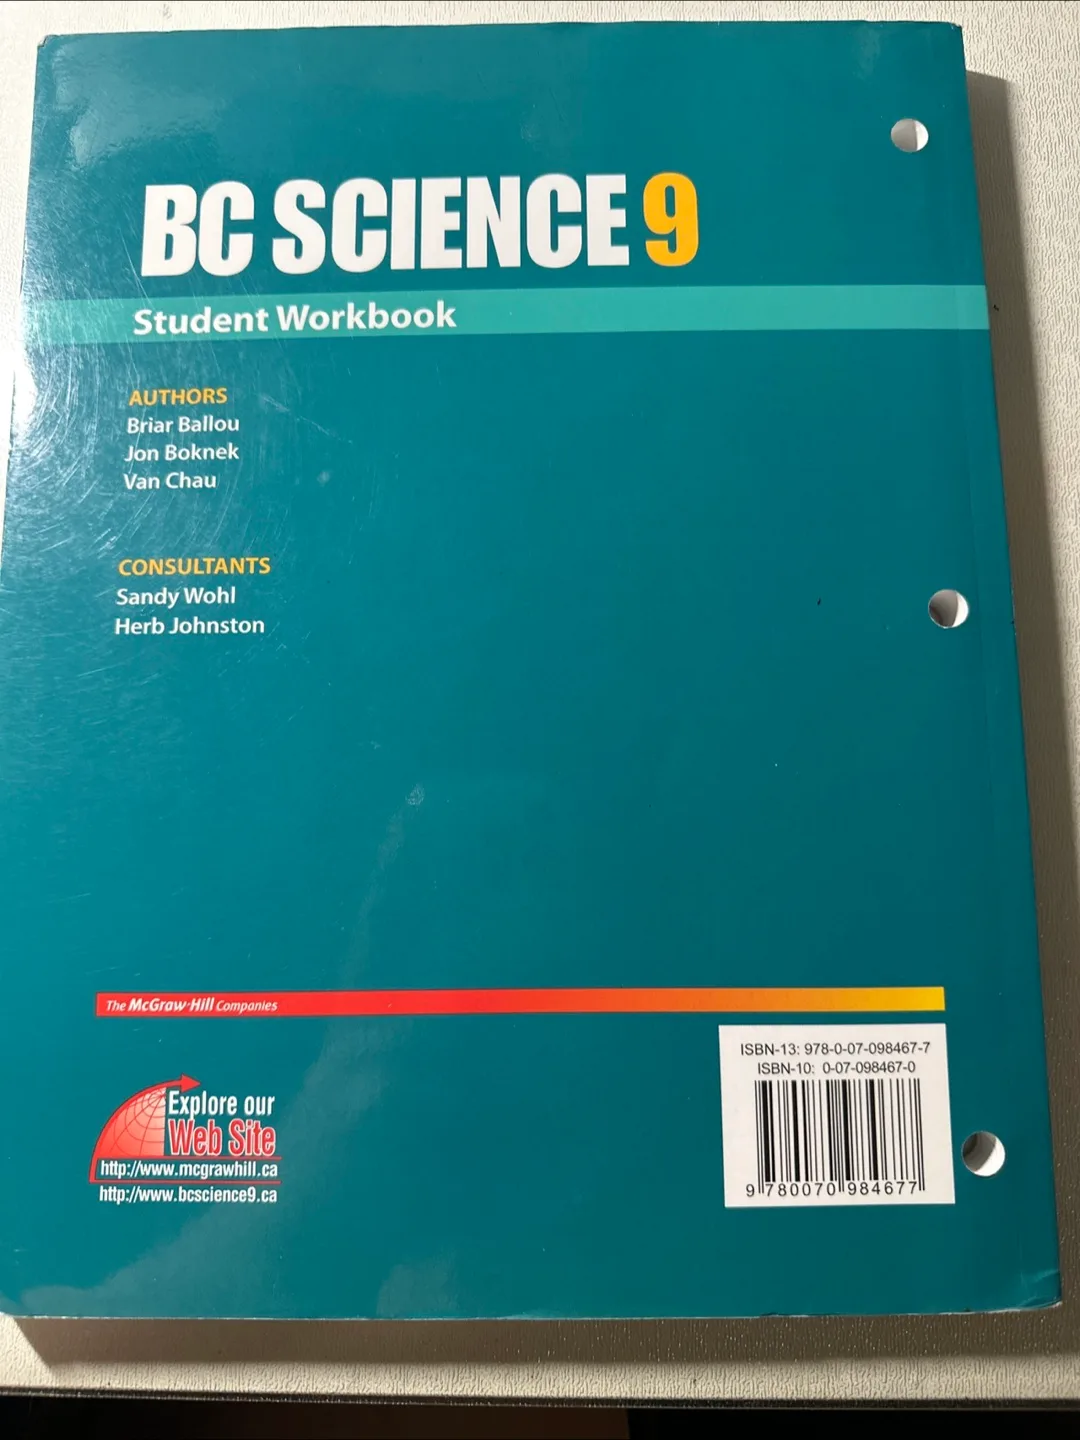 BC SCIENCE 9
Student Workbook
AUTHORS
Briar Ballou
Jon Boknek
Van Chau
CONSULTANTS
Sandy Wohl
Herb Johnston
The McGraw·Hill Companies
Explore our
Web Site
http://www.mcgrawhill.ca
http://www.bcscience9.ca
ISBN-13: 978-0-07-098467-7
ISBN-10: 0-07-098467-0
9 780070 984677